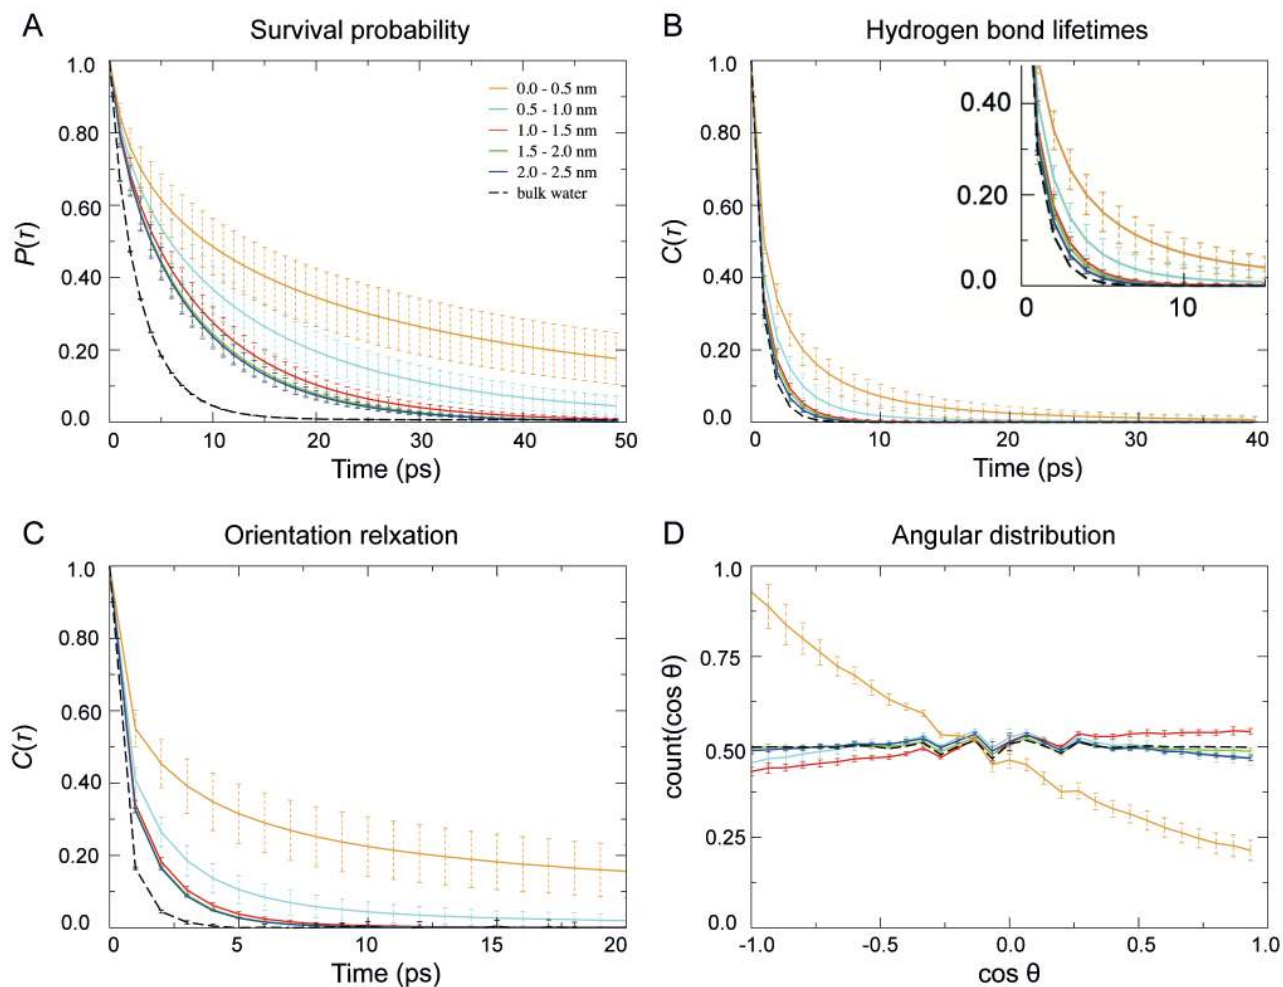 A Survival probability
1.0
0.80
0.60
0.40
0.20
0.0
P(τ)
0 10 20 30 40 50
Time (ps)
0.0 - 0.5 nm
0.5 - 1.0 nm
1.0 - 1.5 nm
1.5 - 2.0 nm
2.0 - 2.5 nm
bulk water
B Hydrogen bond lifetimes
1.0
0.80
0.60
0.40
0.20
0.0
C(τ)
0 10 20 30 40
Time (ps)
0.40
0.20
0.0
0 10
C Orientation relxation
1.0
0.80
0.60
0.40
0.20
0.0
C(τ)
0 5 10 15 20
Time (ps)
D Angular distribution
1.0
0.75
0.50
0.25
0.0
count(cos θ)
-1.0 -0.5 0.0 0.5 1.0
cos θ